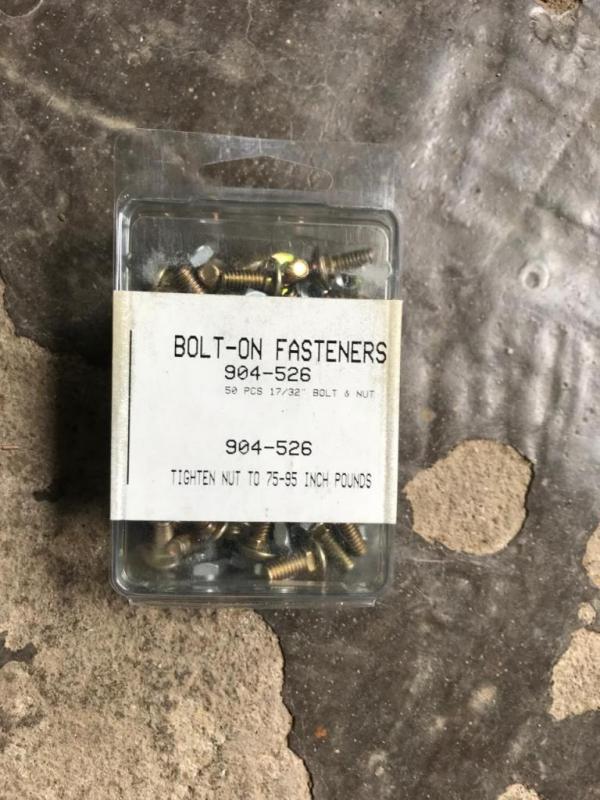 BOLT-ON FASTENERS
904-526
50 PCS 17/32" BOLT & NUT
904-526
TIGHTEN NUT TO 75-95 INCH POUNDS